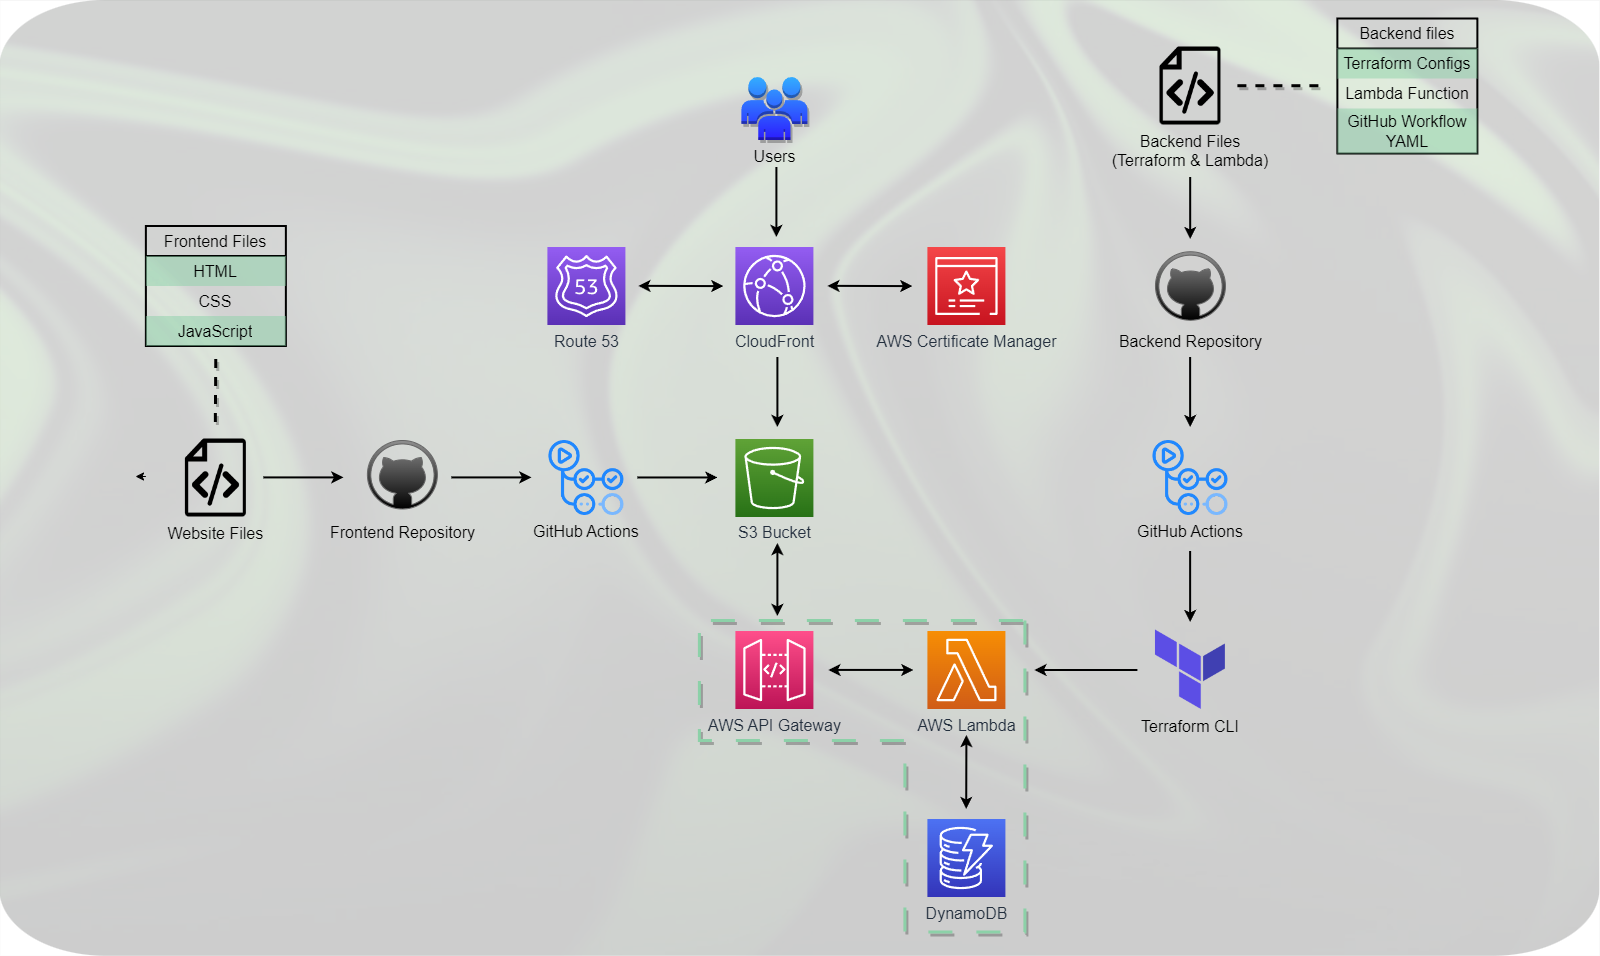 Backend files
Terraform Configs
Lambda Function
GitHub Workflow
YAML
Backend Files
(Terraform & Lambda)
Users
Frontend Files
HTML
CSS
JavaScript
53
Route 53
CloudFront
AWS Certificate Manager
Backend Repository
Website Files
Frontend Repository
GitHub Actions
S3 Bucket
GitHub Actions
AWS API Gateway
AWS Lambda
Terraform CLI
DynamoDB